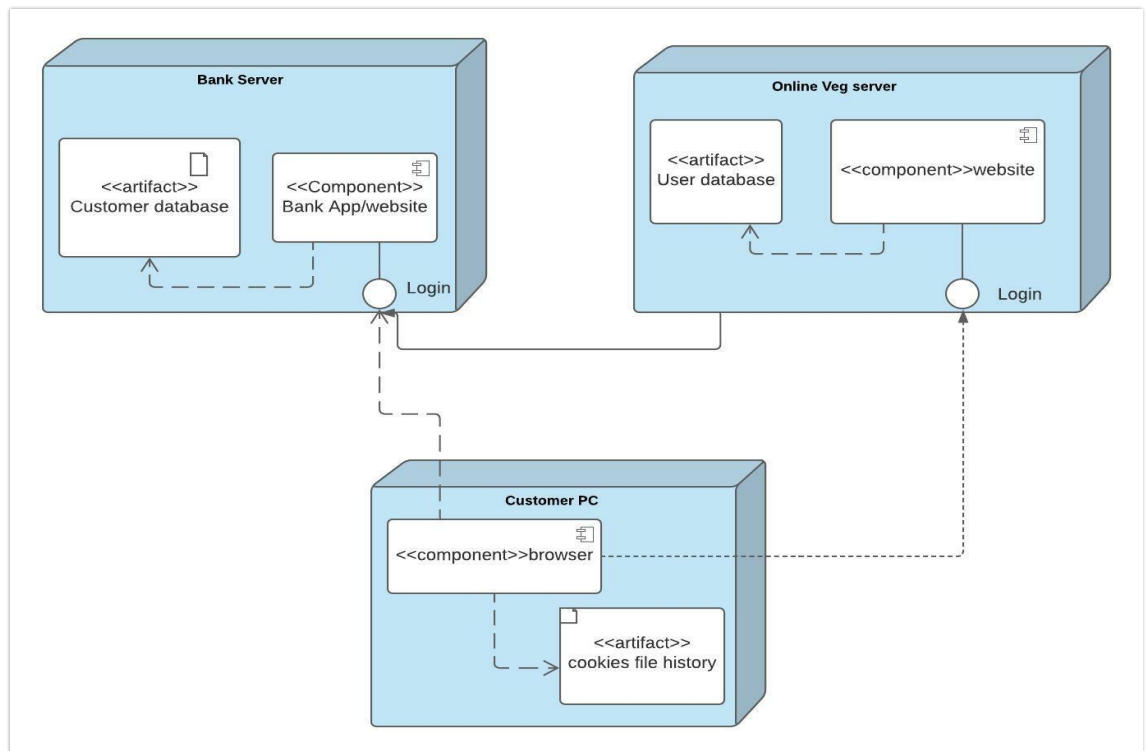 Bank Server
<<artifact>>
Customer database
<<Component>>
Bank App/website
Login
Online Veg server
<<artifact>>
User database
<<component>>website
Login
Customer PC
<<component>>browser
<<artifact>>
cookies file history